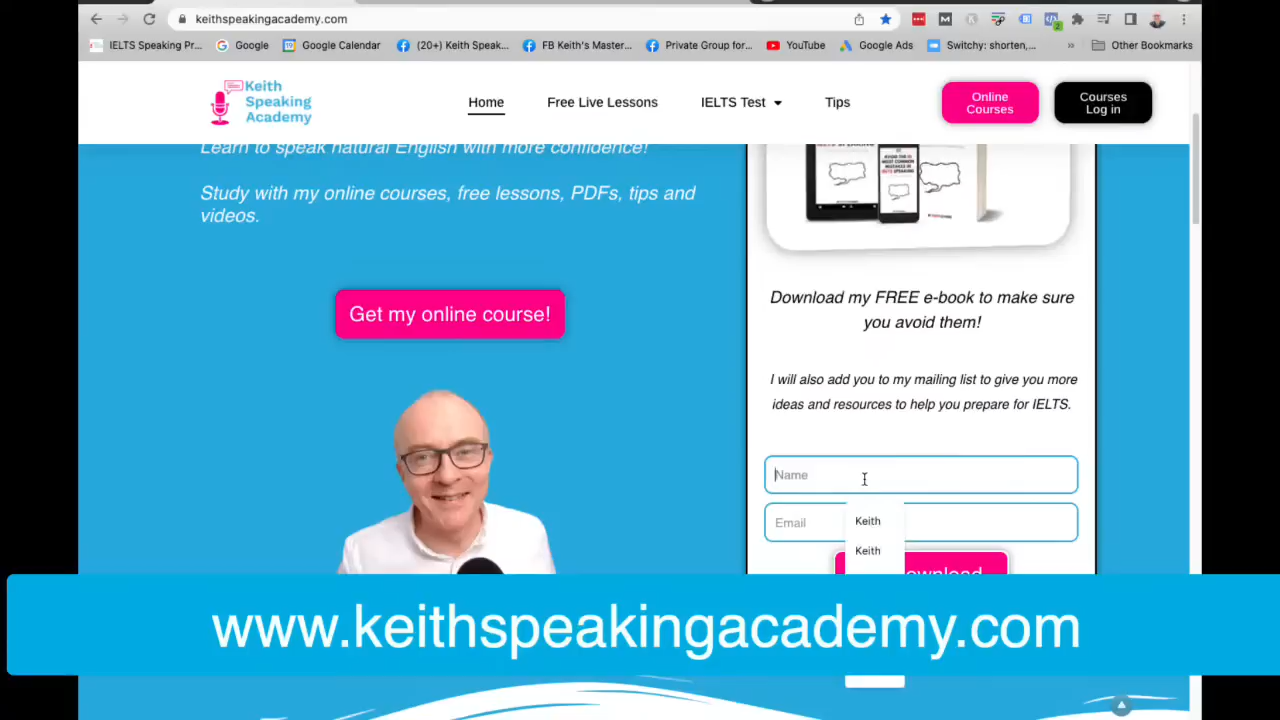 keithspeakingacademy.com
IELTS Speaking Pr...
Google
Google Calendar
(20+) Keith Speak...
FB Keith's Master...
Private Group for...
YouTube
Google Ads
Switchy: shorten,...
»
Other Bookmarks
Keith
Speaking
Academy
Home
Free Live Lessons
IELTS Test
Tips
Online
Courses
Courses
Log in
Learn to speak natural English with more confidence!
Study with my online courses, free lessons, PDFs, tips and
videos.
Get my online course!
Download my FREE e-book to make sure
you avoid them!
I will also add you to my mailing list to give you more
ideas and resources to help you prepare for IELTS.
Name
Email
Keith
Keith
www.keithspeakingacademy.com